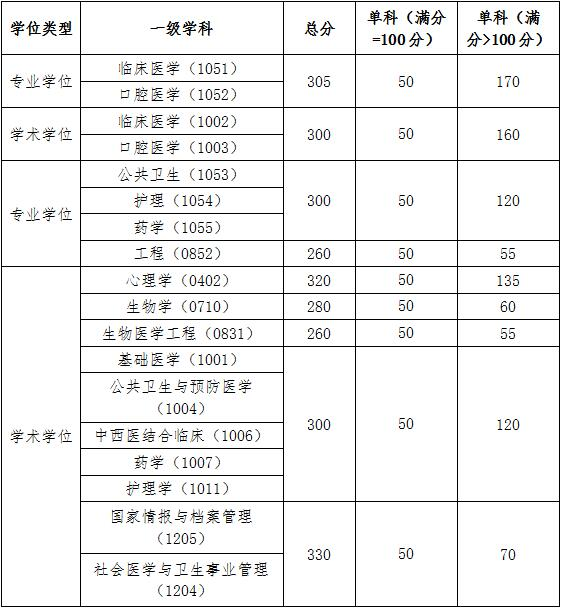 学位类型 一级学科 总分 单科（满分=100分） 单科（满分>100分）
专业学位 临床医学（1051） 305 50 170
口腔医学（1052）
学术学位 临床医学（1002） 300 50 160
口腔医学（1003）
专业学位 公共卫生（1053） 300 50 120
护理（1054）
药学（1055）
工程（0852） 260 50 55
学术学位 心理学（0402） 320 50 135
生物学（0710） 280 50 60
生物医学工程（0831） 260 50 55
基础医学（1001） 300 50 120
公共卫生与预防医学
（1004）
中西医结合临床（1006）
药学（1007）
护理学（1011）
国家情报与档案管理
（1205） 330 50 70
社会医学与卫生事业管理
（1204）